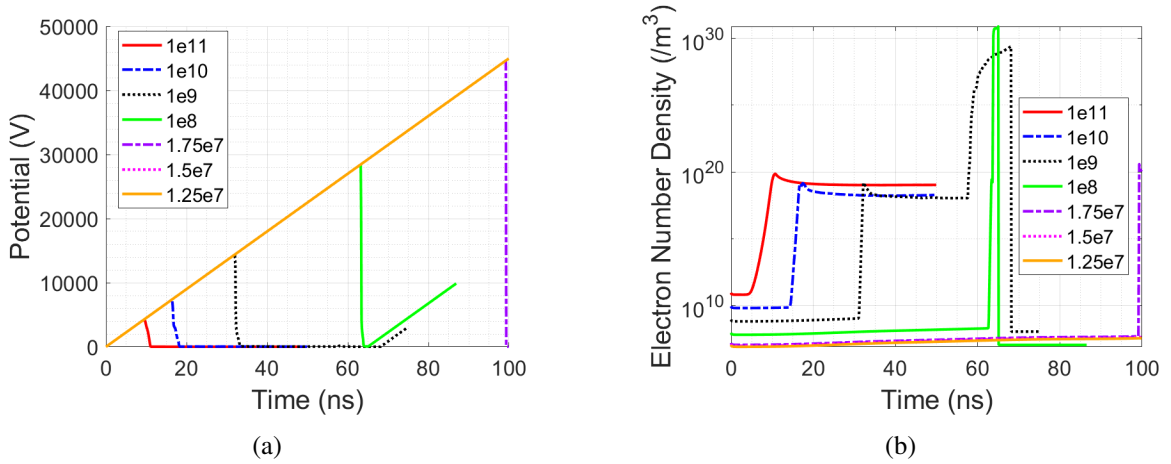 50000
40000
30000
20000
10000
0
0
20
40
60
80
100
Potential (V)
Time (ns)
1e11
1e10
1e9
1e8
1.75e7
1.5e7
1.25e7
(a)
10^30
10^20
10^10
0
20
40
60
80
100
Electron Number Density (/m^3)
Time (ns)
1e11
1e10
1e9
1e8
1.75e7
1.5e7
1.25e7
(b)